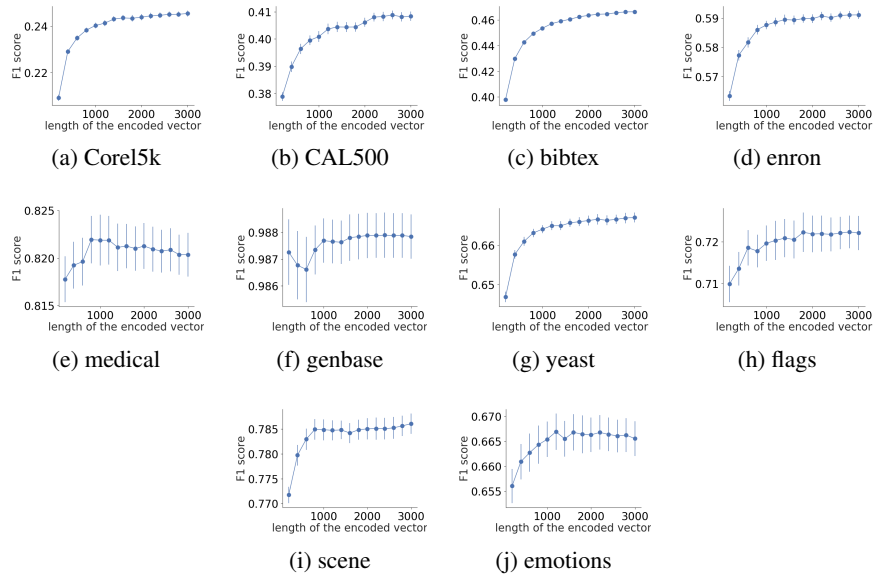 F1 score
0.24
0.22
1000 2000 3000
length of the encoded vector
(a) Corel5k
F1 score
0.41
0.40
0.39
0.38
1000 2000 3000
length of the encoded vector
(b) CAL500
F1 score
0.46
0.44
0.42
0.40
1000 2000 3000
length of the encoded vector
(c) bibtex
F1 score
0.59
0.58
0.57
1000 2000 3000
length of the encoded vector
(d) enron
F1 score
0.825
0.820
0.815
1000 2000 3000
length of the encoded vector
(e) medical
F1 score
0.988
0.987
0.986
1000 2000 3000
length of the encoded vector
(f) genbase
F1 score
0.66
0.65
1000 2000 3000
length of the encoded vector
(g) yeast
F1 score
0.72
0.71
1000 2000 3000
length of the encoded vector
(h) flags
F1 score
0.785
0.780
0.775
0.770
1000 2000 3000
length of the encoded vector
(i) scene
F1 score
0.670
0.665
0.660
0.655
1000 2000 3000
length of the encoded vector
(j) emotions